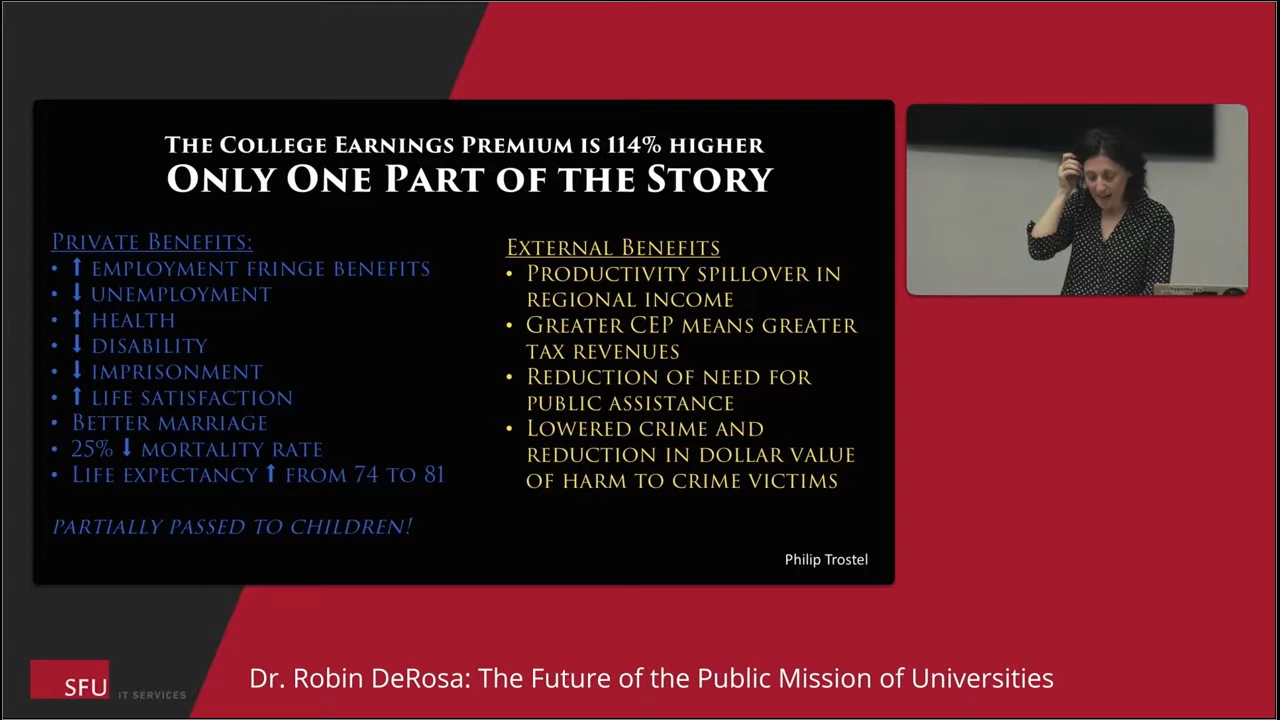 The College Earnings Premium is 114% higher
Only One Part of the Story
Private Benefits:
• ⬆ employment fringe benefits
• ⬇ unemployment
• ⬆ health
• ⬇ disability
• ⬇ imprisonment
• ⬆ life satisfaction
• Better marriage
• 25% ⬇ mortality rate
• Life expectancy ⬆ from 74 to 81
partially passed to children!
External Benefits
• Productivity spillover in
regional income
• Greater CEP means greater
tax revenues
• Reduction of need for
public assistance
• Lowered crime and
reduction in dollar value
of harm to crime victims
Philip Trostel
SFU IT SERVICES
Dr. Robin DeRosa: The Future of the Public Mission of Universities